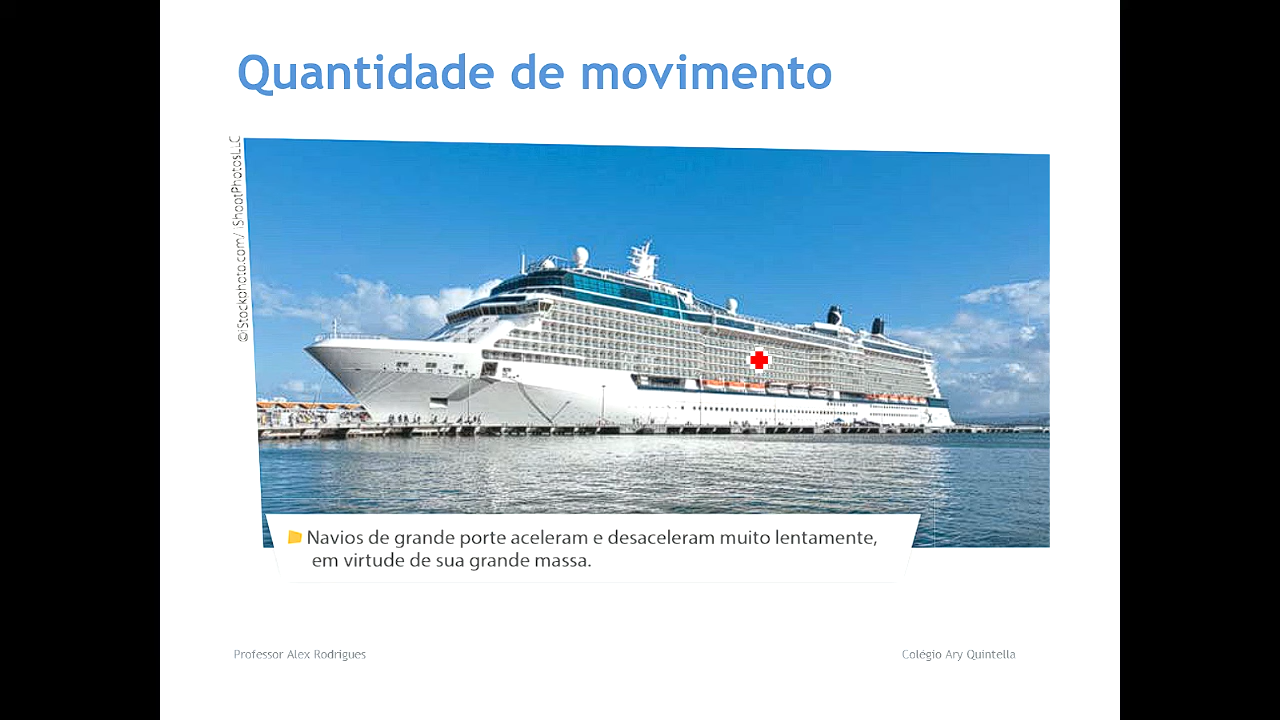 Quantidade de movimento
©iStockphoto.com/ iShootPhotosLLC
Navios de grande porte aceleram e desaceleram muito lentamente,
em virtude de sua grande massa.
Professor Alex Rodrigues
Colégio Ary Quintella